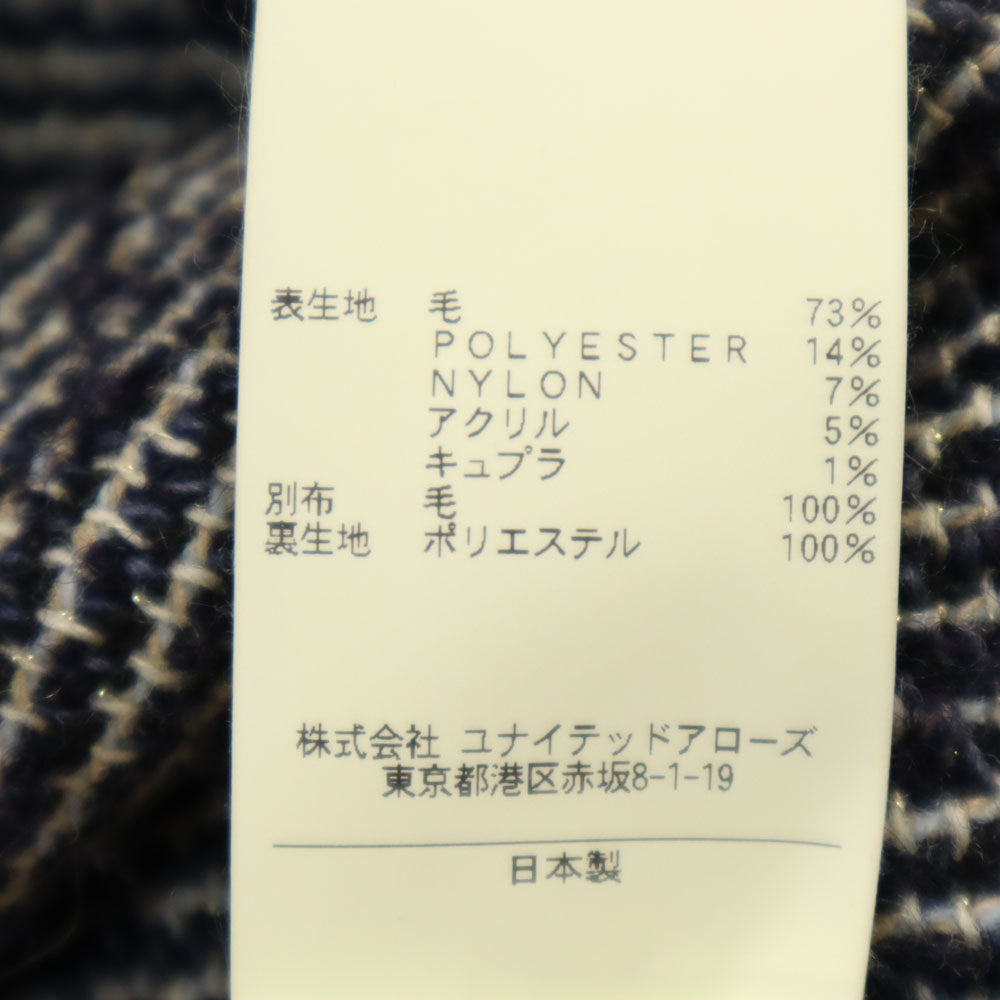 表生地 毛 73%
POLYESTER 14%
NYLON 7%
アクリル 5%
キュプラ 1%
別布 毛 100%
裏生地 ポリエステル 100%
株式会社 ユナイテッドアローズ
東京都港区赤坂8-1-19
日本製